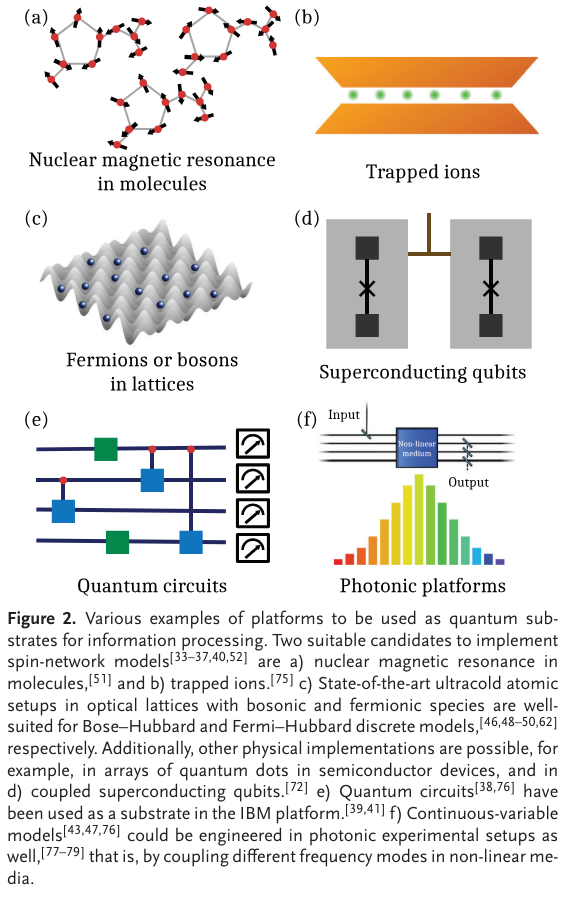 (a)
(b)
Nuclear magnetic resonance
in molecules
Trapped ions
(c)
(d)
Fermions or bosons
in lattices
Superconducting qubits
(e)
(f)
Input
Non-linear
medium
Output
Quantum circuits
Photonic platforms
Figure 2. Various examples of platforms to be used as quantum sub-
strates for information processing. Two suitable candidates to implement
spin-network models[33–37,40,52] are a) nuclear magnetic resonance in
molecules,[51] and b) trapped ions.[75] c) State-of-the-art ultracold atomic
setups in optical lattices with bosonic and fermionic species are well-
suited for Bose–Hubbard and Fermi–Hubbard discrete models,[46,48–50,62]
respectively. Additionally, other physical implementations are possible, for
example, in arrays of quantum dots in semiconductor devices, and in
d) coupled superconducting qubits.[72] e) Quantum circuits[38,76] have
been used as a substrate in the IBM platform.[39,41] f) Continuous-variable
models[43,47,76] could be engineered in photonic experimental setups as
well,[77–79] that is, by coupling different frequency modes in non-linear me-
dia.